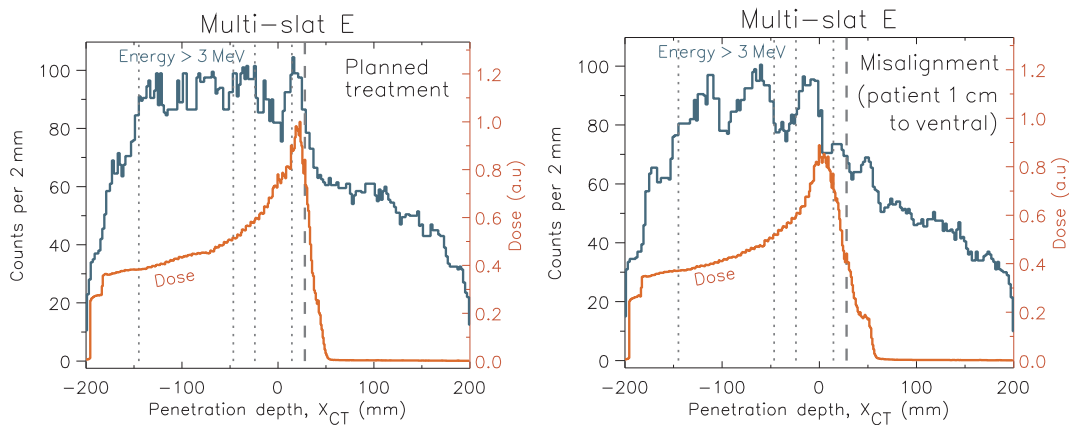 Multi-slat E
Energy > 3 MeV
Planned
treatment
Dose
Counts per 2 mm
0
20
40
60
80
100
Dose (a.u)
0.0
0.2
0.4
0.6
0.8
1.0
1.2
-200
-100
0
100
200
Penetration depth, XCT (mm)
Multi-slat E
Energy > 3 MeV
Misalignment
(patient 1 cm
to ventral)
Dose
Counts per 2 mm
0
20
40
60
80
100
Dose (a.u)
0.0
0.2
0.4
0.6
0.8
1.0
1.2
-200
-100
0
100
200
Penetration depth, XCT (mm)